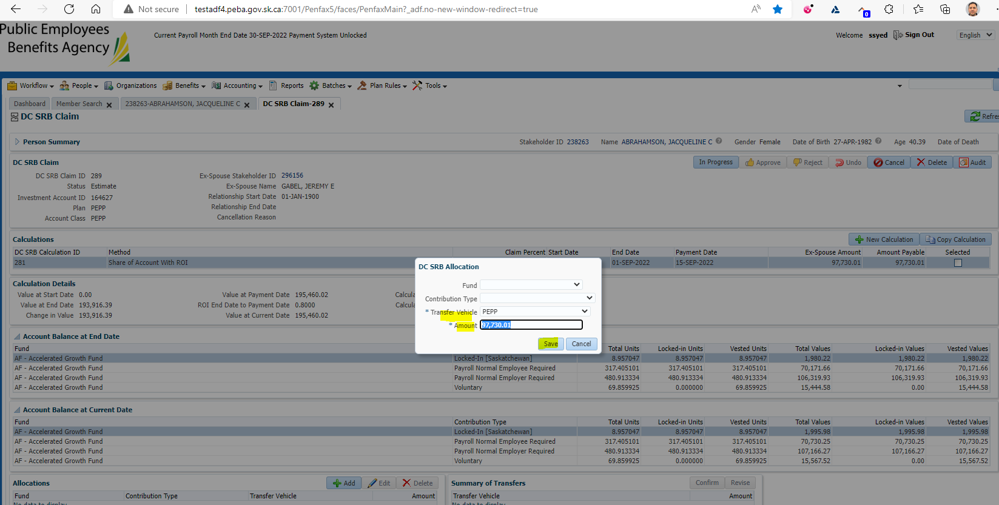 Not secure testadf4.peba.gov.sk.ca:7001/Penfax5/faces/PenfaxMain?_adf.no-new-window-redirect=true A 0
Public Employees
Benefits Agency
Current Payroll Month End Date 30-SEP-2022 Payment System Unlocked
Welcome ssyed Sign Out English
Workflow People Organizations Benefits Accounting Reports Batches Plan Rules Tools
Dashboard Member Search 238263-ABRAHAMSON, JACQUELINE C DC SRB Claim-289
DC SRB Claim Refres
Person Summary Stakeholder ID 238263 Name ABRAHAMSON, JACQUELINE C Gender Female Date of Birth 27-APR-1982 Age 40.39 Date of Death
DC SRB Claim In Progress Approve Reject Undo Cancel Delete Audit
DC SRB Claim ID 289 Ex-Spouse Stakeholder ID 296156
Status Estimate Ex-Spouse Name GABEL, JEREMY E
Investment Account ID 164627 Relationship Start Date 01-JAN-1900
Plan PEPP Relationship End Date
Account Class PEPP Cancellation Reason
Calculations New Calculation Copy Calculation
DC SRB Calculation ID Method Claim Percent Start Date End Date Payment Date Ex-Spouse Amount Amount Payable Selected
281 Share of Account With ROI 01-SEP-2022 15-SEP-2022 97,730.01 97,730.01
DC SRB Allocation
Fund
Contribution Type
* Transfer Vehicle PEPP
* Amount 97,730.01
Save Cancel
Calculation Details
Value at Start Date 0.00 Value at Payment Date 195,460.02 Calcula
Value at End Date 193,916.39 ROI End Date to Payment Date 0.8000 Calcula
Change in Value 193,916.39 Value at Current Date 195,460.02
Account Balance at End Date
Fund Total Units Locked-in Units Vested Units Total Values Locked-in Values Vested Values
AF - Accelerated Growth Fund Locked-In [Saskatchewan] 8.957047 8.957047 8.957047 1,980.22 1,980.22 1,980.22
AF - Accelerated Growth Fund Payroll Normal Employee Required 317.405101 317.405101 317.405101 70,171.66 70,171.66 70,171.66
AF - Accelerated Growth Fund Payroll Normal Employer Required 480.913334 480.913334 480.913334 106,319.93 106,319.93 106,319.93
AF - Accelerated Growth Fund Voluntary 69.859925 0.000000 69.859925 15,444.58 0.00 15,444.58
Account Balance at Current Date
Fund Contribution Type Total Units Locked-in Units Vested Units Total Values Locked-in Values Vested Values
AF - Accelerated Growth Fund Locked-In [Saskatchewan] 8.957047 8.957047 8.957047 1,995.98 1,995.98 1,995.98
AF - Accelerated Growth Fund Payroll Normal Employee Required 317.405101 317.405101 317.405101 70,730.25 70,730.25 70,730.25
AF - Accelerated Growth Fund Payroll Normal Employer Required 480.913334 480.913334 480.913334 107,166.27 107,166.27 107,166.27
AF - Accelerated Growth Fund Voluntary 69.859925 0.000000 69.859925 15,567.52 0.00 15,567.52
Allocations Add Edit Delete Summary of Transfers Confirm Revise
Fund Contribution Type Transfer Vehicle Amount Transfer Vehicle Amount
No data to display No data to display